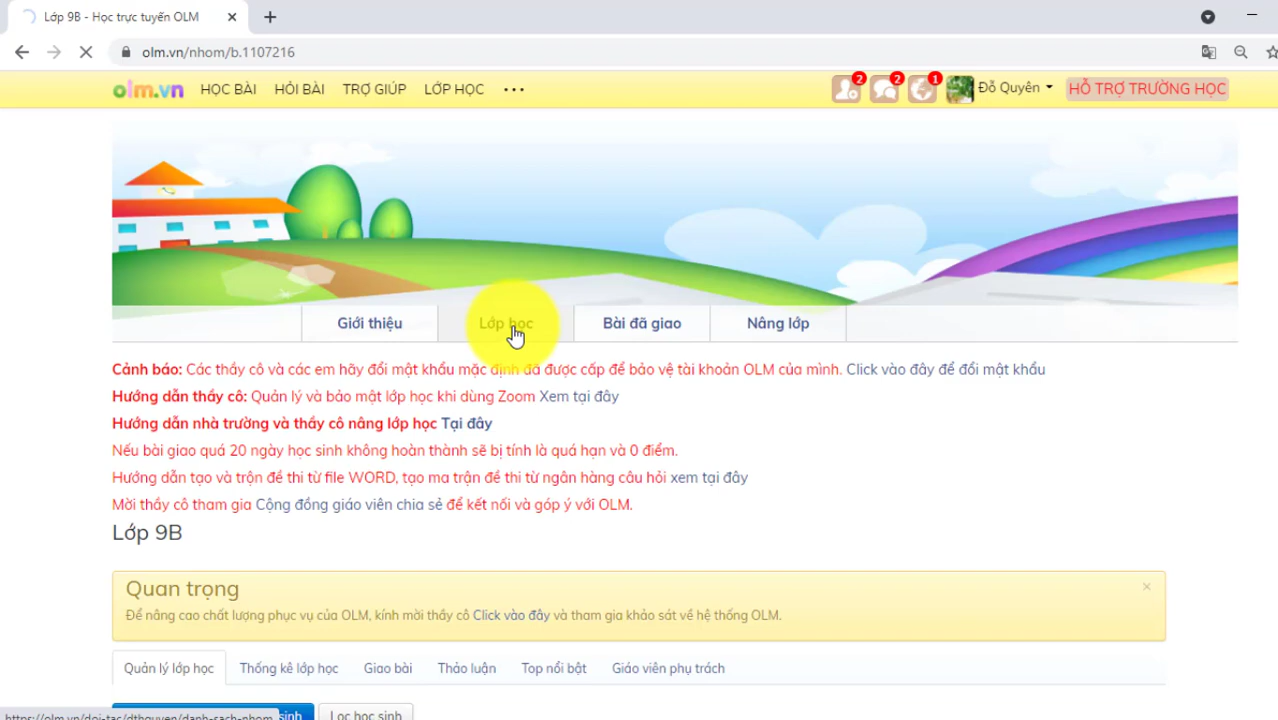 Lớp 9B - Học trực tuyến OLM
olm.vn/nhom/b.1107216
olm.vn HỌC BÀI HỎI BÀI TRỢ GIÚP LỚP HỌC ••• 2 2 1 Đỗ Quyên HỖ TRỢ TRƯỜNG HỌC
Giới thiệu Lớp học Bài đã giao Nâng lớp
Cảnh báo: Các thầy cô và các em hãy đổi mật khẩu mặc định đã được cấp để bảo vệ tài khoản OLM của mình. Click vào đây để đổi mật khẩu
Hướng dẫn thầy cô: Quản lý và bảo mật lớp học khi dùng Zoom Xem tại đây
Hướng dẫn nhà trường và thầy cô nâng lớp học Tại đây
Nếu bài giao quá 20 ngày học sinh không hoàn thành sẽ bị tính là quá hạn và 0 điểm.
Hướng dẫn tạo và trộn đề thi từ file WORD, tạo ma trận đề thi từ ngân hàng câu hỏi xem tại đây
Mời thầy cô tham gia Cộng đồng giáo viên chia sẻ để kết nối và góp ý với OLM.
Lớp 9B
Quan trọng
Để nâng cao chất lượng phục vụ của OLM, kính mời thầy cô Click vào đây và tham gia khảo sát về hệ thống OLM.
Quản lý lớp học Thống kê lớp học Giao bài Thảo luận Top nổi bật Giáo viên phụ trách
https://olm.vn/doi-tac/dthquyen/danh-sach-nhom sinh Lọc học sinh